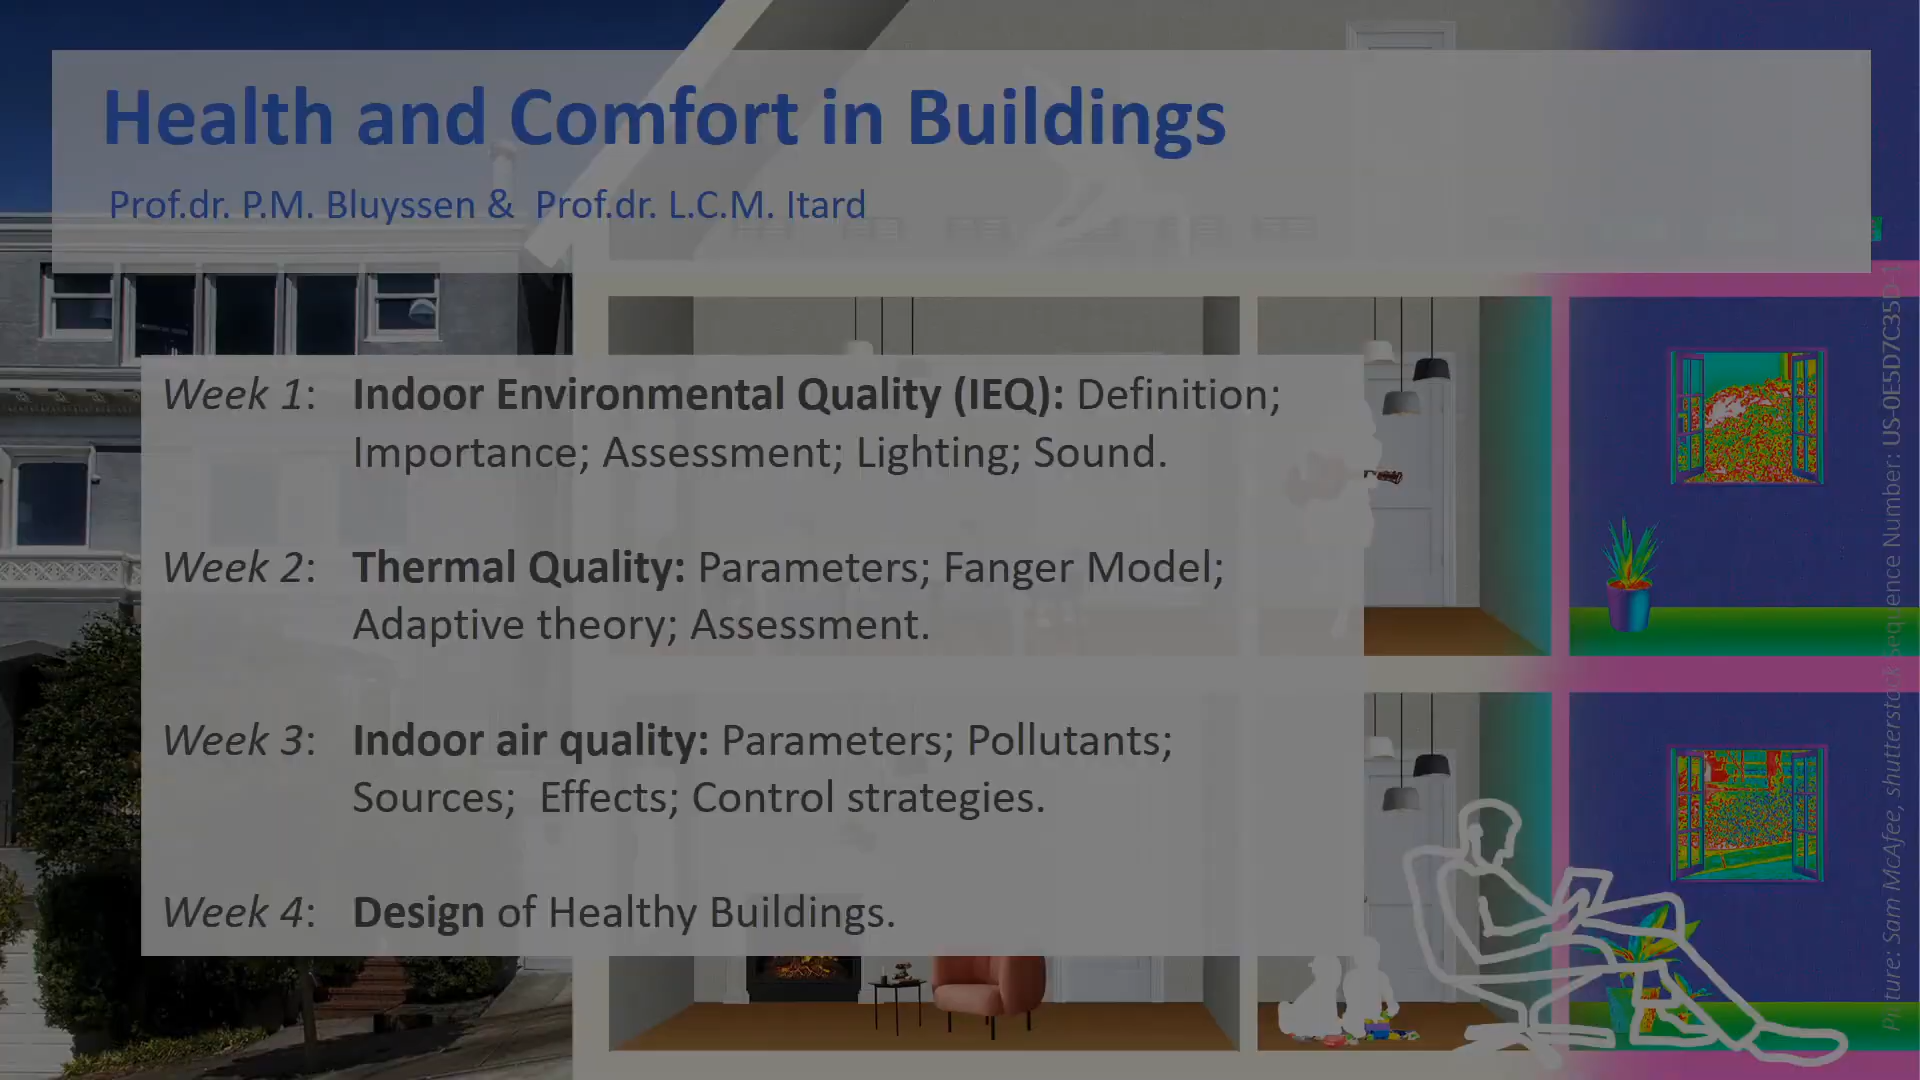 Health and Comfort in Buildings
Prof.dr. P.M. Bluyssen & Prof.dr. L.C.M. Itard
Week 1: Indoor Environmental Quality (IEQ): Definition;
Importance; Assessment; Lighting; Sound.
Week 2: Thermal Quality: Parameters; Fanger Model;
Adaptive theory; Assessment.
Week 3: Indoor air quality: Parameters; Pollutants;
Sources; Effects; Control strategies.
Week 4: Design of Healthy Buildings.
Picture: Sam McAfee, shutterstock Sequence Number: US-0E5D7C35D-1